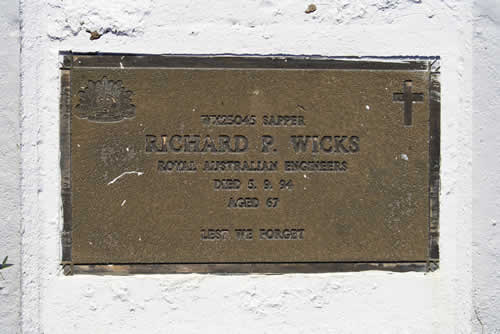 WX25045 SAPPER
RICHARD P. WICKS
ROYAL AUSTRALIAN ENGINEERS
DIED 5. 9. 94
AGED 67
LEST WE FORGET